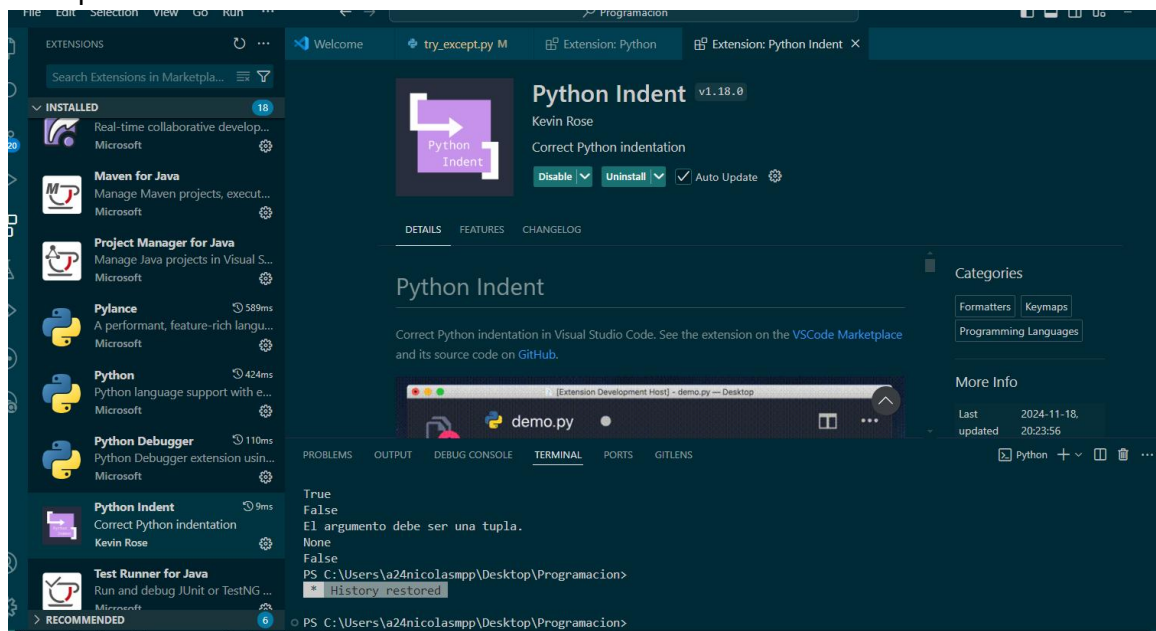 File Edit Selection View Go Run ...
Programacion
EXTENSIONS
Search Extensions in Marketpla...
INSTALLED 18
Real-time collaborative develop...
Microsoft
Maven for Java
Manage Maven projects, execut...
Microsoft
Project Manager for Java
Manage Java projects in Visual S...
Microsoft
Pylance 589ms
A performant, feature-rich langu...
Microsoft
Python 424ms
Python language support with e...
Microsoft
Python Debugger 110ms
Python Debugger extension usin...
Microsoft
Python Indent 9ms
Correct Python indentation
Kevin Rose
Test Runner for Java
Run and debug JUnit or TestNG ...
Microsoft
RECOMMENDED 6
20
Welcome try_except.py M Extension: Python Extension: Python Indent
Python Indent
Python Indent v1.18.0
Kevin Rose
Correct Python indentation
Disable Uninstall Auto Update
DETAILS FEATURES CHANGELOG
Python Indent
Correct Python indentation in Visual Studio Code. See the extension on the VSCode Marketplace
and its source code on GitHub.
[Extension Development Host] - demo.py — Desktop
demo.py
Categories
Formatters Keymaps
Programming Languages
More Info
Last 2024-11-18,
updated 20:23:56
PROBLEMS OUTPUT DEBUG CONSOLE TERMINAL PORTS GITLENS
Python
True
False
El argumento debe ser una tupla.
None
False
PS C:\Users\a24nicolasmpp\Desktop\Programacion>
* History restored
PS C:\Users\a24nicolasmpp\Desktop\Programacion>